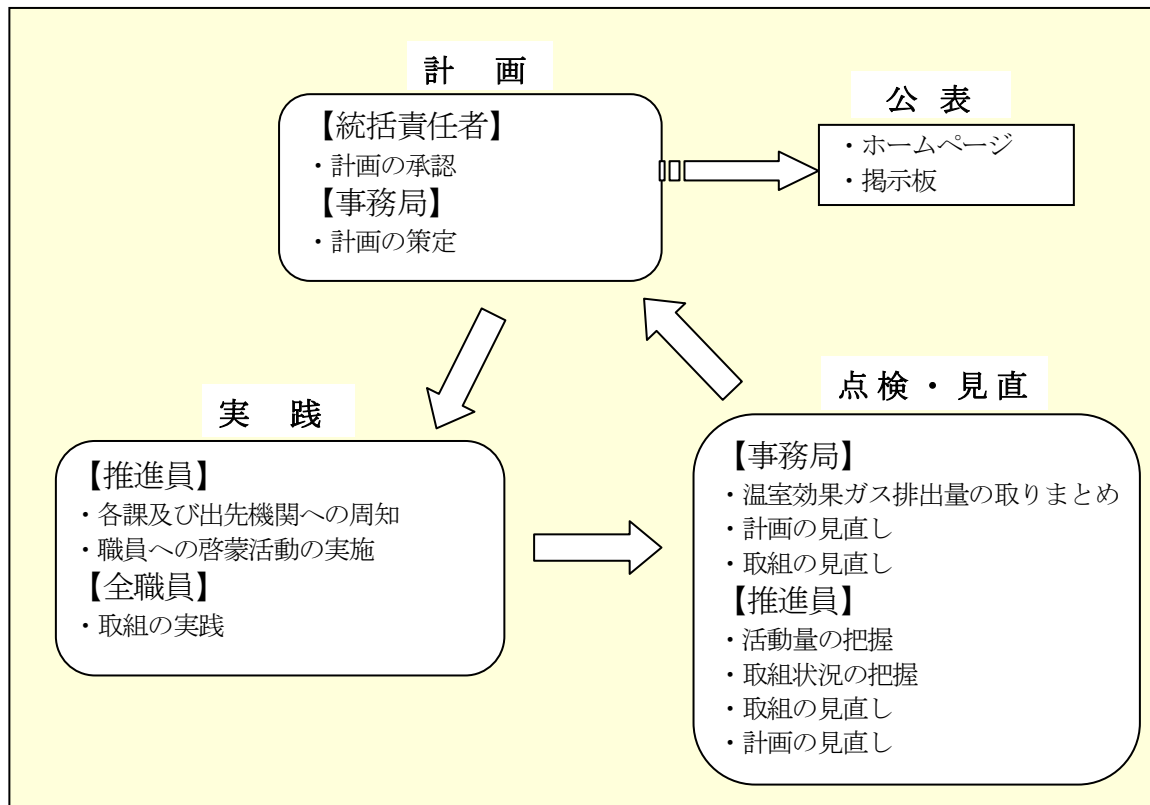 計 画
【統括責任者】
・計画の承認
【事務局】
・計画の策定
公 表
・ホームページ
・掲示板
実 践
【推進員】
・各課及び出先機関への周知
・職員への啓蒙活動の実施
【全職員】
・取組の実践
点検・見直
【事務局】
・温室効果ガス排出量の取りまとめ
・計画の見直し
・取組の見直し
【推進員】
・活動量の把握
・取組状況の把握
・取組の見直し
・計画の見直し